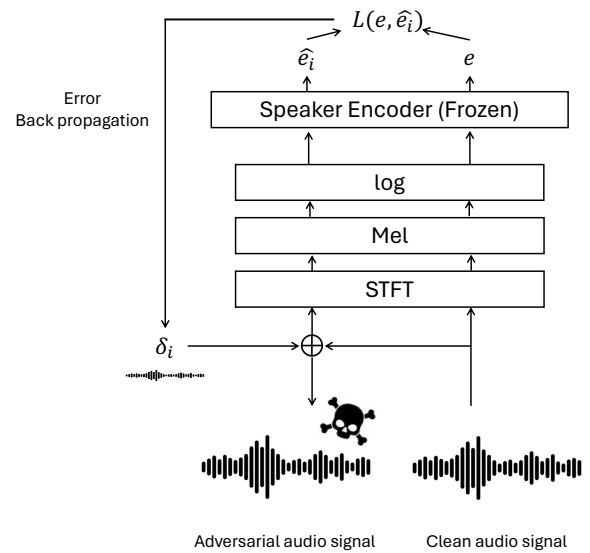 L(e, ê_i)
ê_i
e
Error
Back propagation
Speaker Encoder (Frozen)
log
Mel
STFT
δ_i
Adversarial audio signal
Clean audio signal